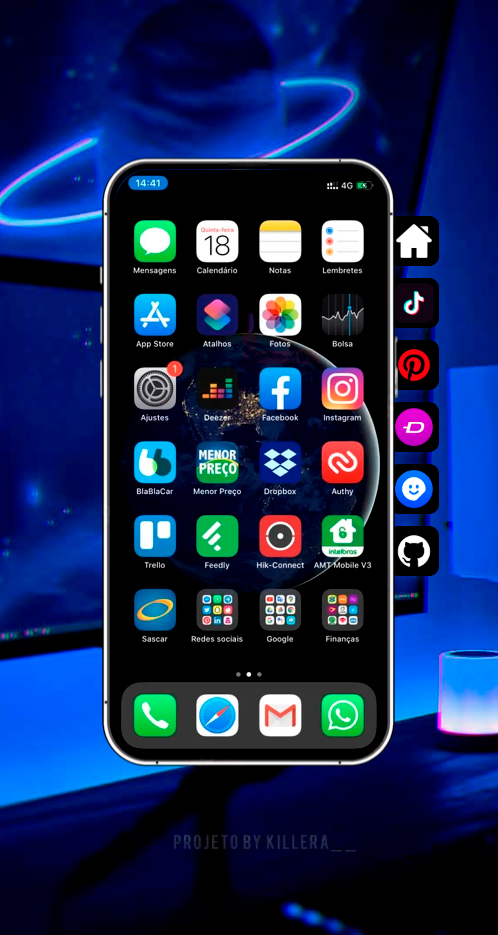 14:41
4G
Quinta-feira
18
Mensagens
Calendário
Notas
Lembretes
App Store
Atalhos
Fotos
Bolsa
1
Ajustes
Deezer
Facebook
Instagram
MENOR
PREÇO
BlaBlaCar
Menor Preço
Dropbox
Authy
intelbras
Trello
Feedly
Hik-Connect
AMT Mobile V3
Sascar
Redes sociais
Google
Finanças
PROJETO BY KILLERA__